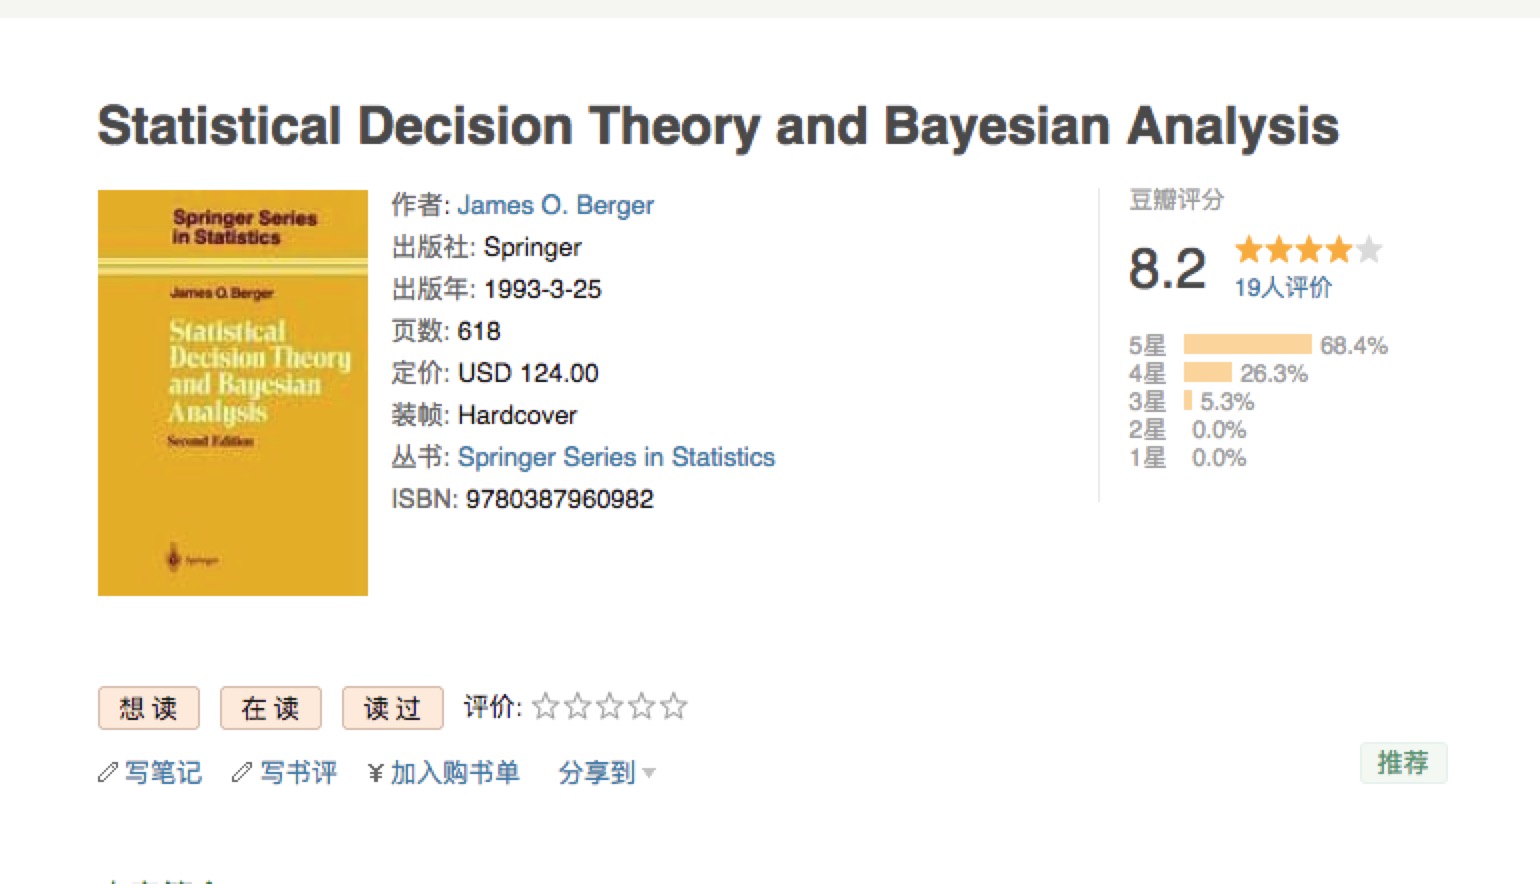 Statistical Decision Theory and Bayesian Analysis
Springer Series
in Statistics
James O. Berger
Statistical
Decision Theory
and Bayesian
Analysis
Second Edition
Springer
作者: James O. Berger
出版社: Springer
出版年: 1993-3-25
页数: 618
定价: USD 124.00
装帧: Hardcover
丛书: Springer Series in Statistics
ISBN: 9780387960982
豆瓣评分
8.2
19人评价
5星 68.4%
4星 26.3%
3星 5.3%
2星 0.0%
1星 0.0%
想读 在读 读过 评价:
写笔记 写书评 ¥加入购书单 分享到
推荐